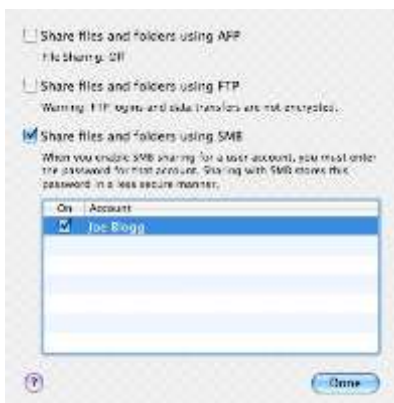 Share files and folders using AFP
File Sharing: Off
Share files and folders using FTP
Warning: FTP logins and data transfers are not encrypted.
Share files and folders using SMB
When you enable SMB sharing for a user account, you must enter
the password for that account. Sharing with SMB stores this
password in a less secure manner.
On Account
Joe Blogg
? Done